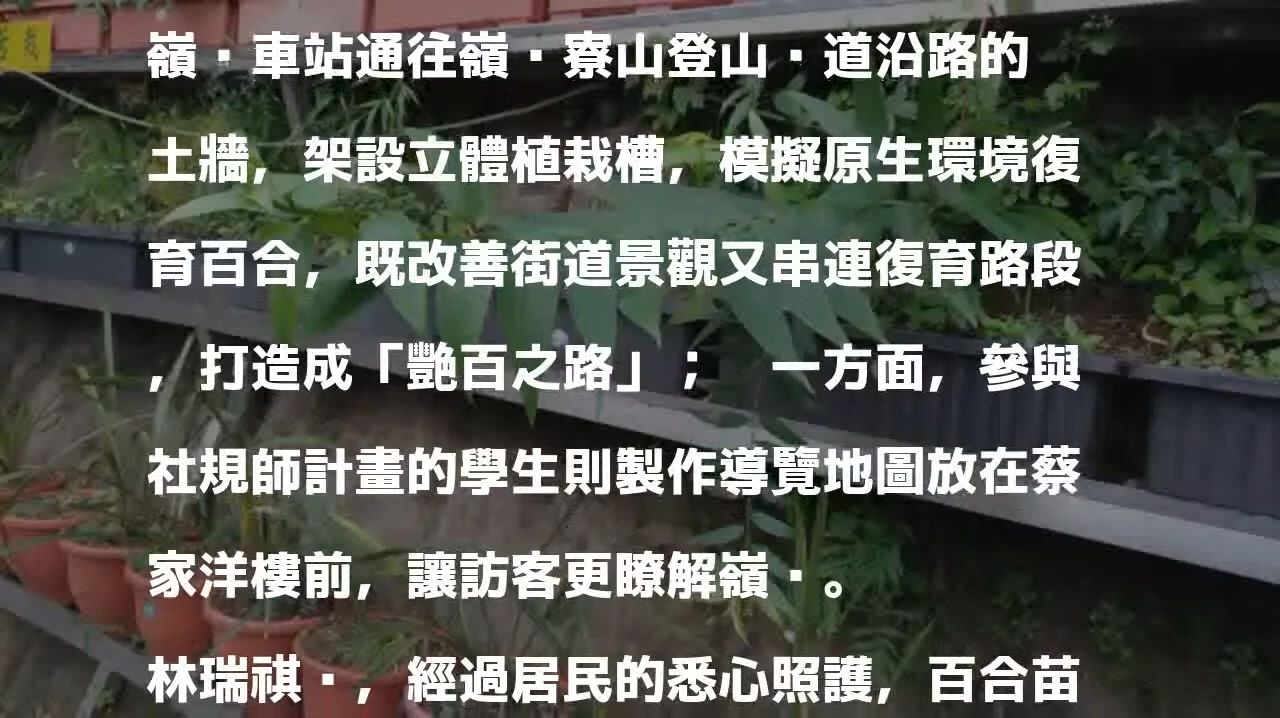 嶺·車站通往嶺·寮山登山·道沿路的
土牆，架設立體植栽槽，模擬原生環境復
育百合，既改善街道景觀又串連復育路段
，打造成「艷百之路」； 一方面，參與
社規師計畫的學生則製作導覽地圖放在蔡
家洋樓前，讓訪客更瞭解嶺·。
林瑞祺·，經過居民的悉心照護，百合苗